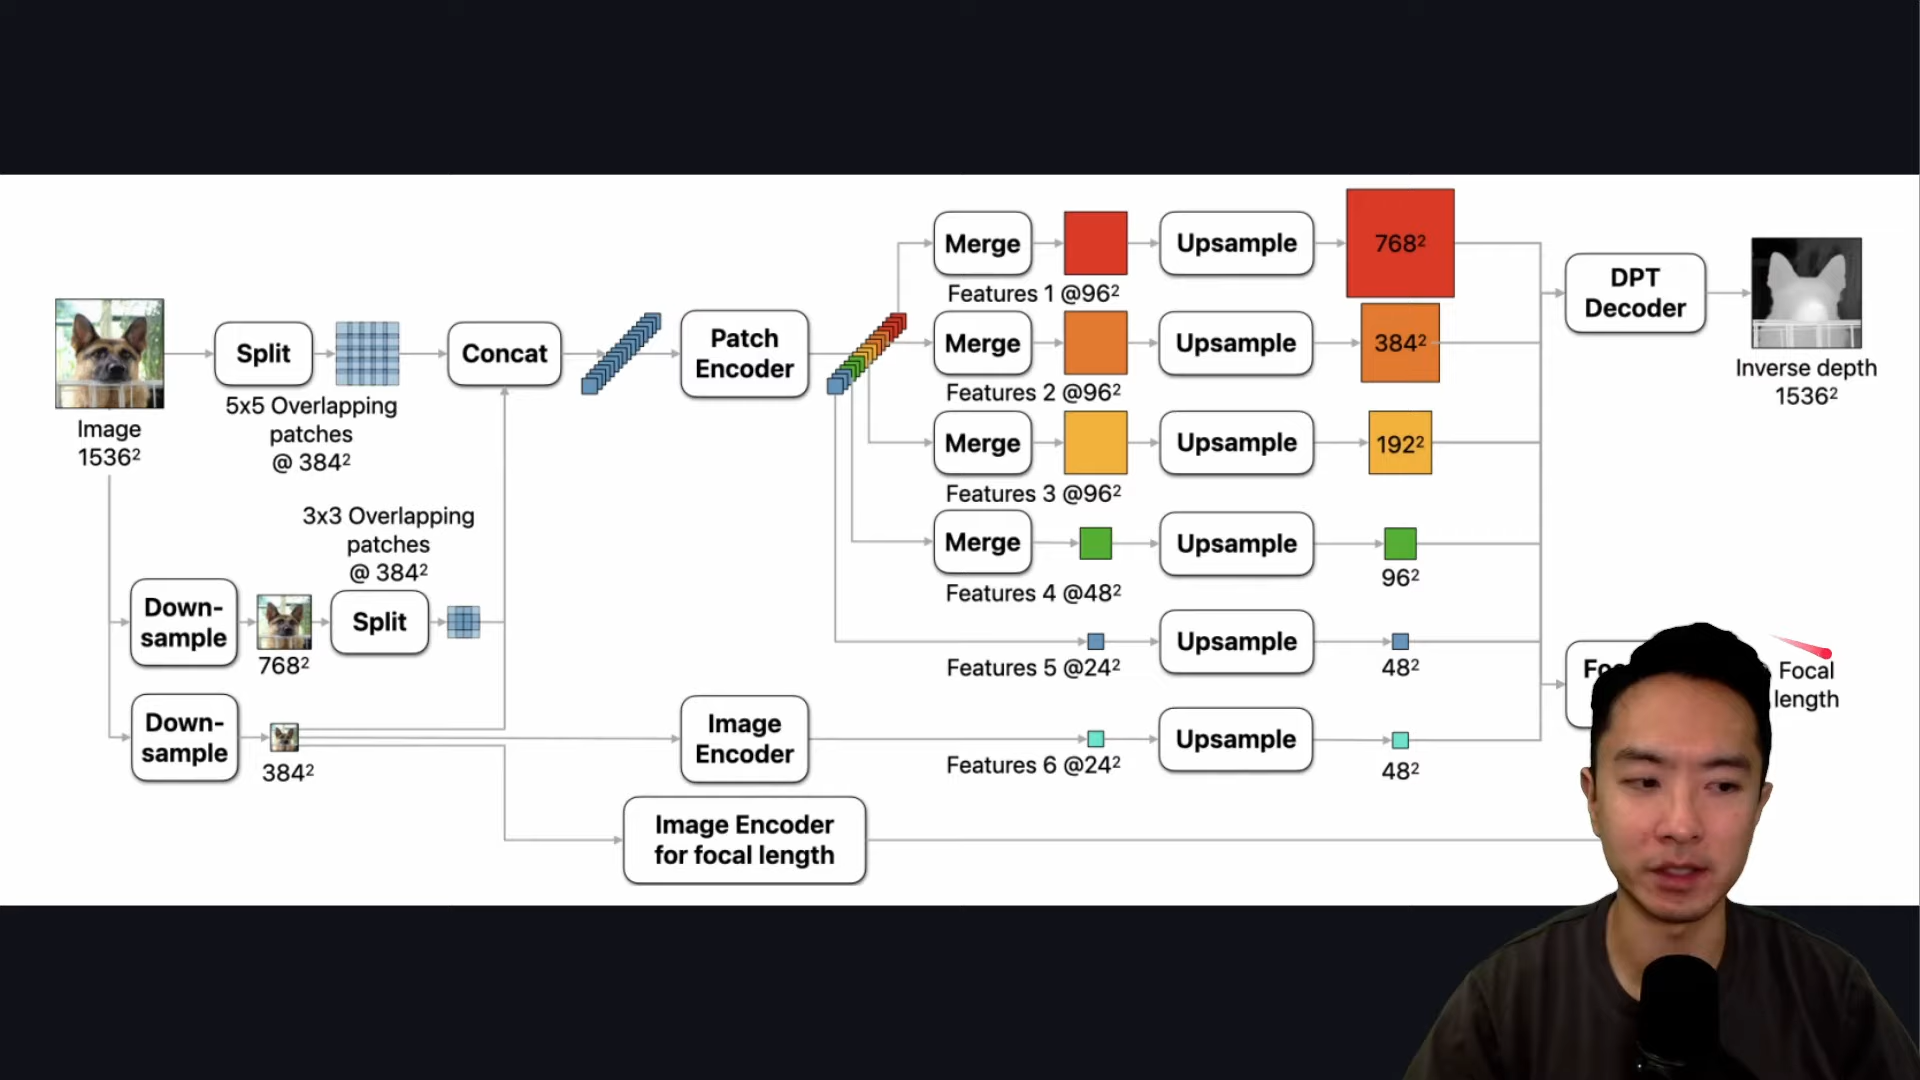 Image
1536²
Split
5x5 Overlapping
patches
@ 384²
Concat
Patch
Encoder
3x3 Overlapping
patches
@ 384²
Down-
sample
768²
Split
Down-
sample
384²
Image
Encoder
Image Encoder
for focal length
Merge
Features 1 @96²
Upsample
768²
Merge
Features 2 @96²
Upsample
384²
Merge
Features 3 @96²
Upsample
192²
Merge
Features 4 @48²
Upsample
96²
Features 5 @24²
Upsample
48²
Features 6 @24²
Upsample
48²
DPT
Decoder
Inverse depth
1536²
Focal
length